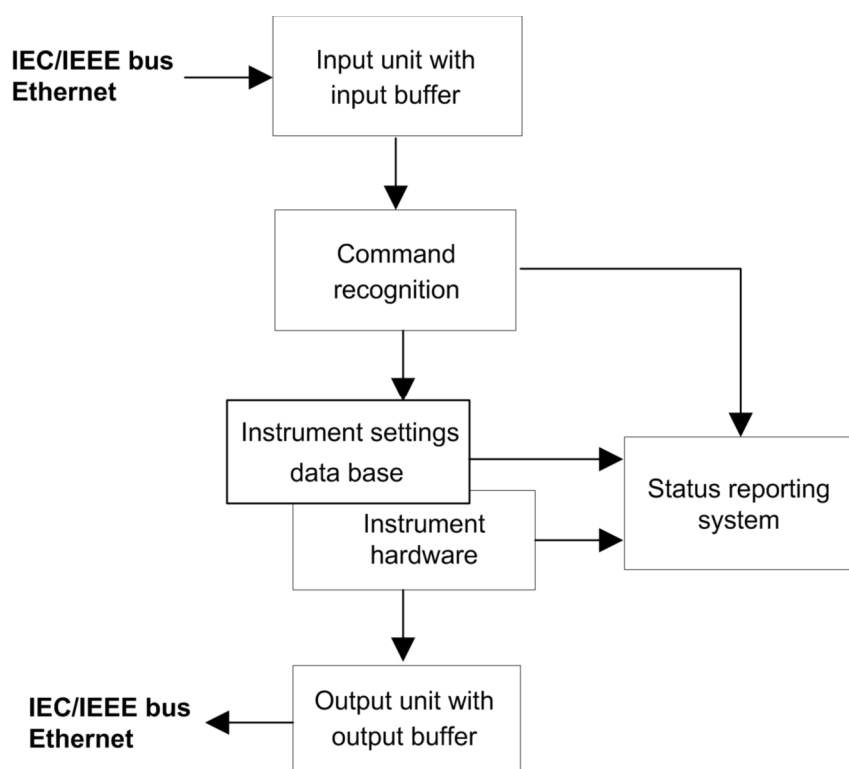 IEC/IEEE bus
Ethernet
Input unit with
input buffer
Command
recognition
Instrument settings
data base
Instrument
hardware
Status reporting
system
Output unit with
output buffer
IEC/IEEE bus
Ethernet